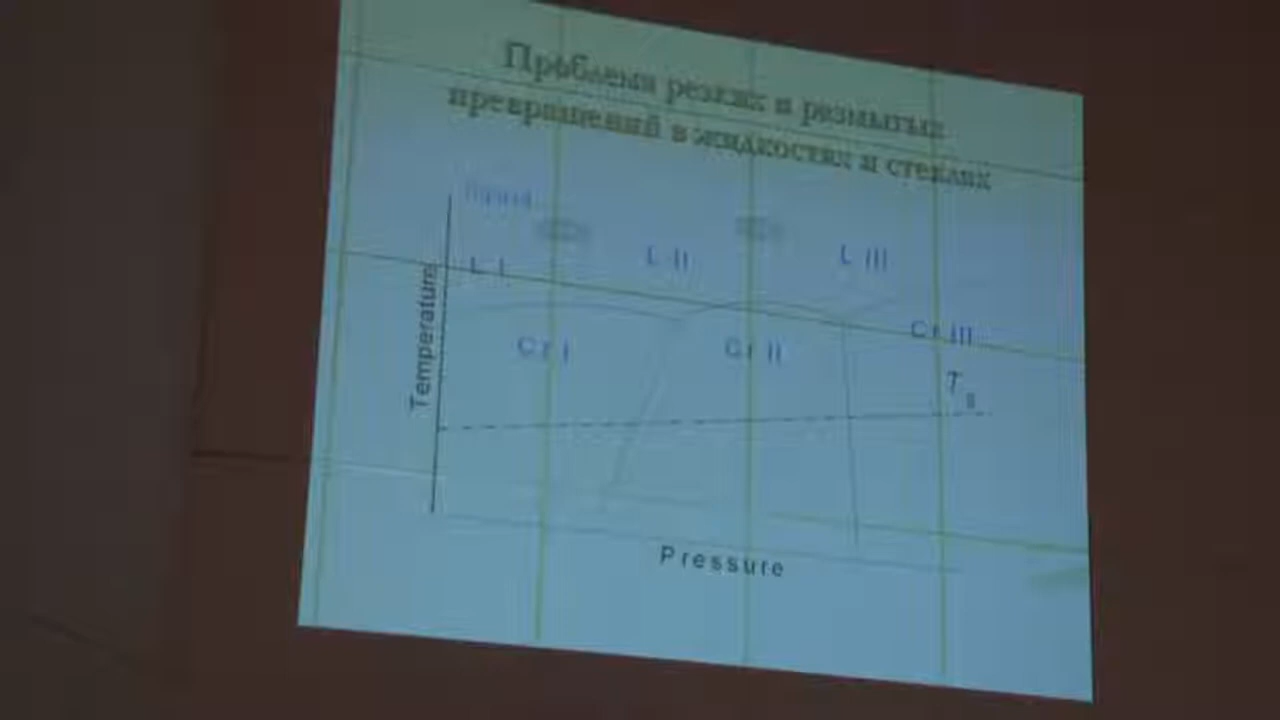 Проблема резких и размытых
превращений в жидкостях и стеклах
liquid
L I
L II
L III
Cr I
Cr II
Cr III
T g
Temperature
Pressure